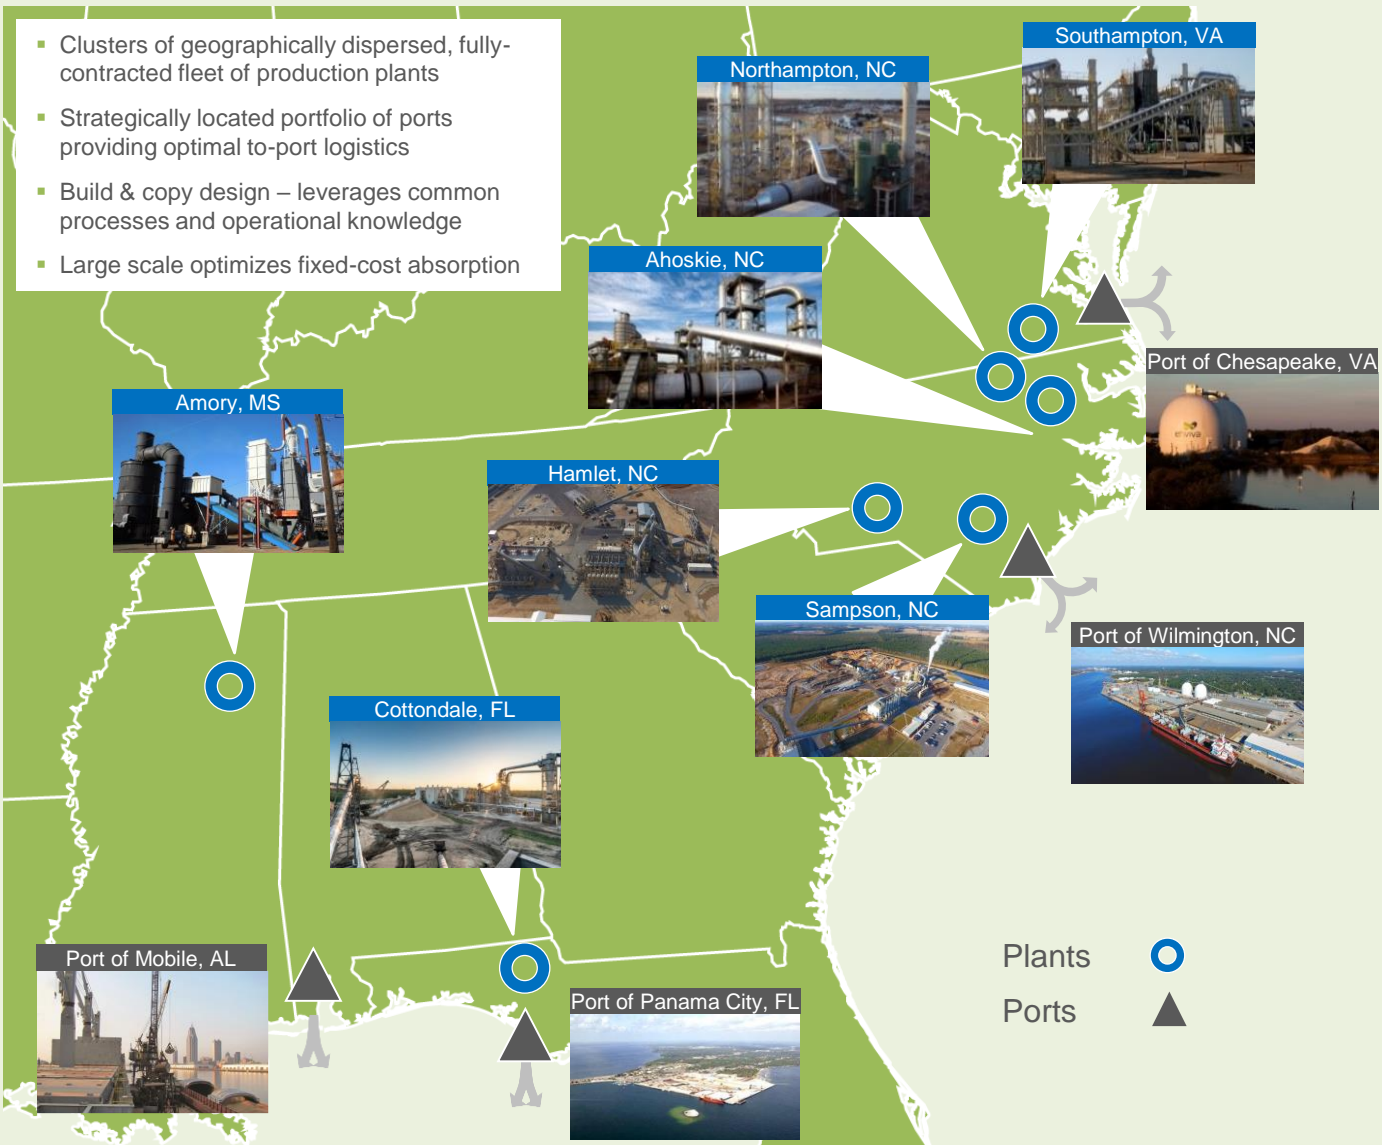 ▪ Clusters of geographically dispersed, fully-
contracted fleet of production plants
▪ Strategically located portfolio of ports
providing optimal to-port logistics
▪ Build & copy design – leverages common
processes and operational knowledge
▪ Large scale optimizes fixed-cost absorption
Southampton, VA
Northampton, NC
Ahoskie, NC
Port of Chesapeake, VA
enviva
Amory, MS
Hamlet, NC
Sampson, NC
Port of Wilmington, NC
Cottondale, FL
Port of Mobile, AL
Port of Panama City, FL
Plants
Ports